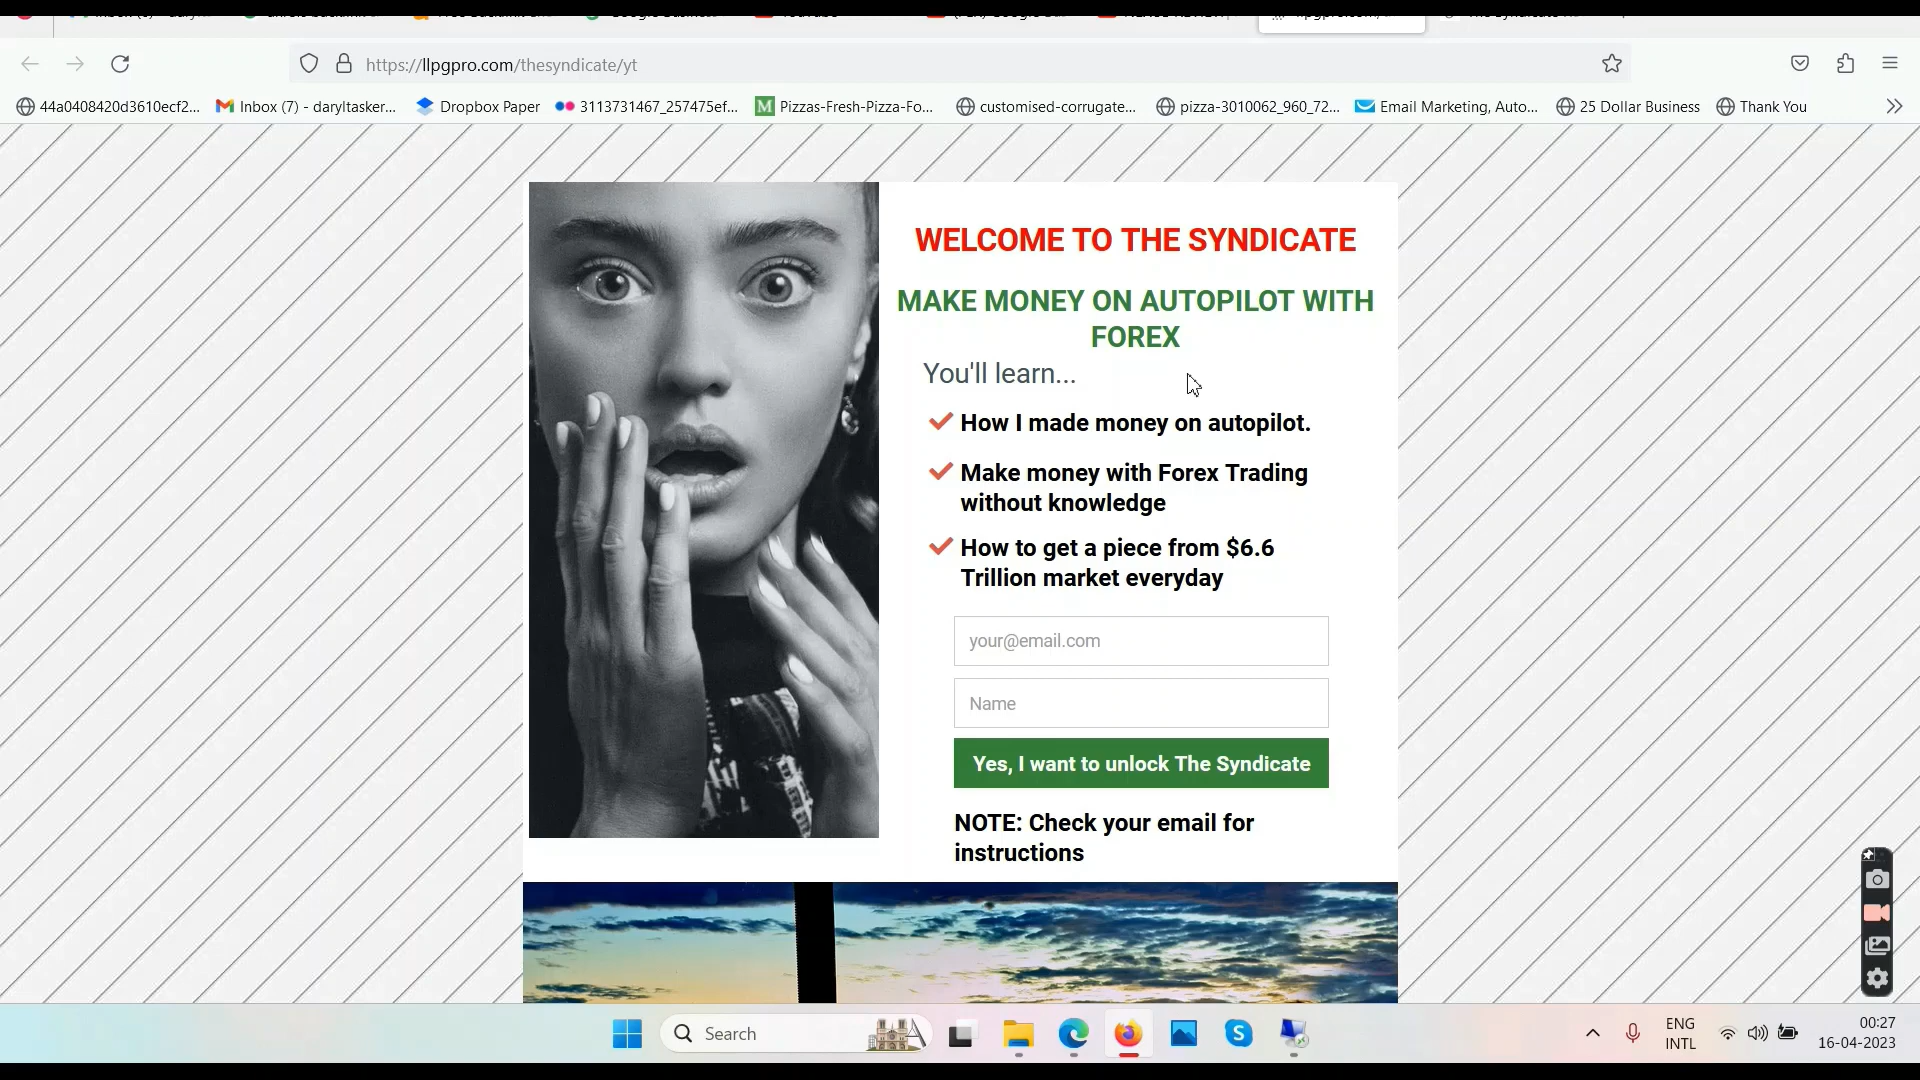 https://llpgpro.com/thesyndicate/yt
44a0408420d3610ecf2... Inbox (7) - daryltasker... Dropbox Paper 3113731467_257475ef... Pizzas-Fresh-Pizza-Fo... customised-corrugate... pizza-3010062_960_72... Email Marketing, Auto... 25 Dollar Business Thank You
WELCOME TO THE SYNDICATE
MAKE MONEY ON AUTOPILOT WITH
FOREX
You'll learn...
How I made money on autopilot.
Make money with Forex Trading
without knowledge
How to get a piece from $6.6
Trillion market everyday
your@email.com
Name
Yes, I want to unlock The Syndicate
NOTE: Check your email for
instructions
Search
ENG
INTL
00:27
16-04-2023